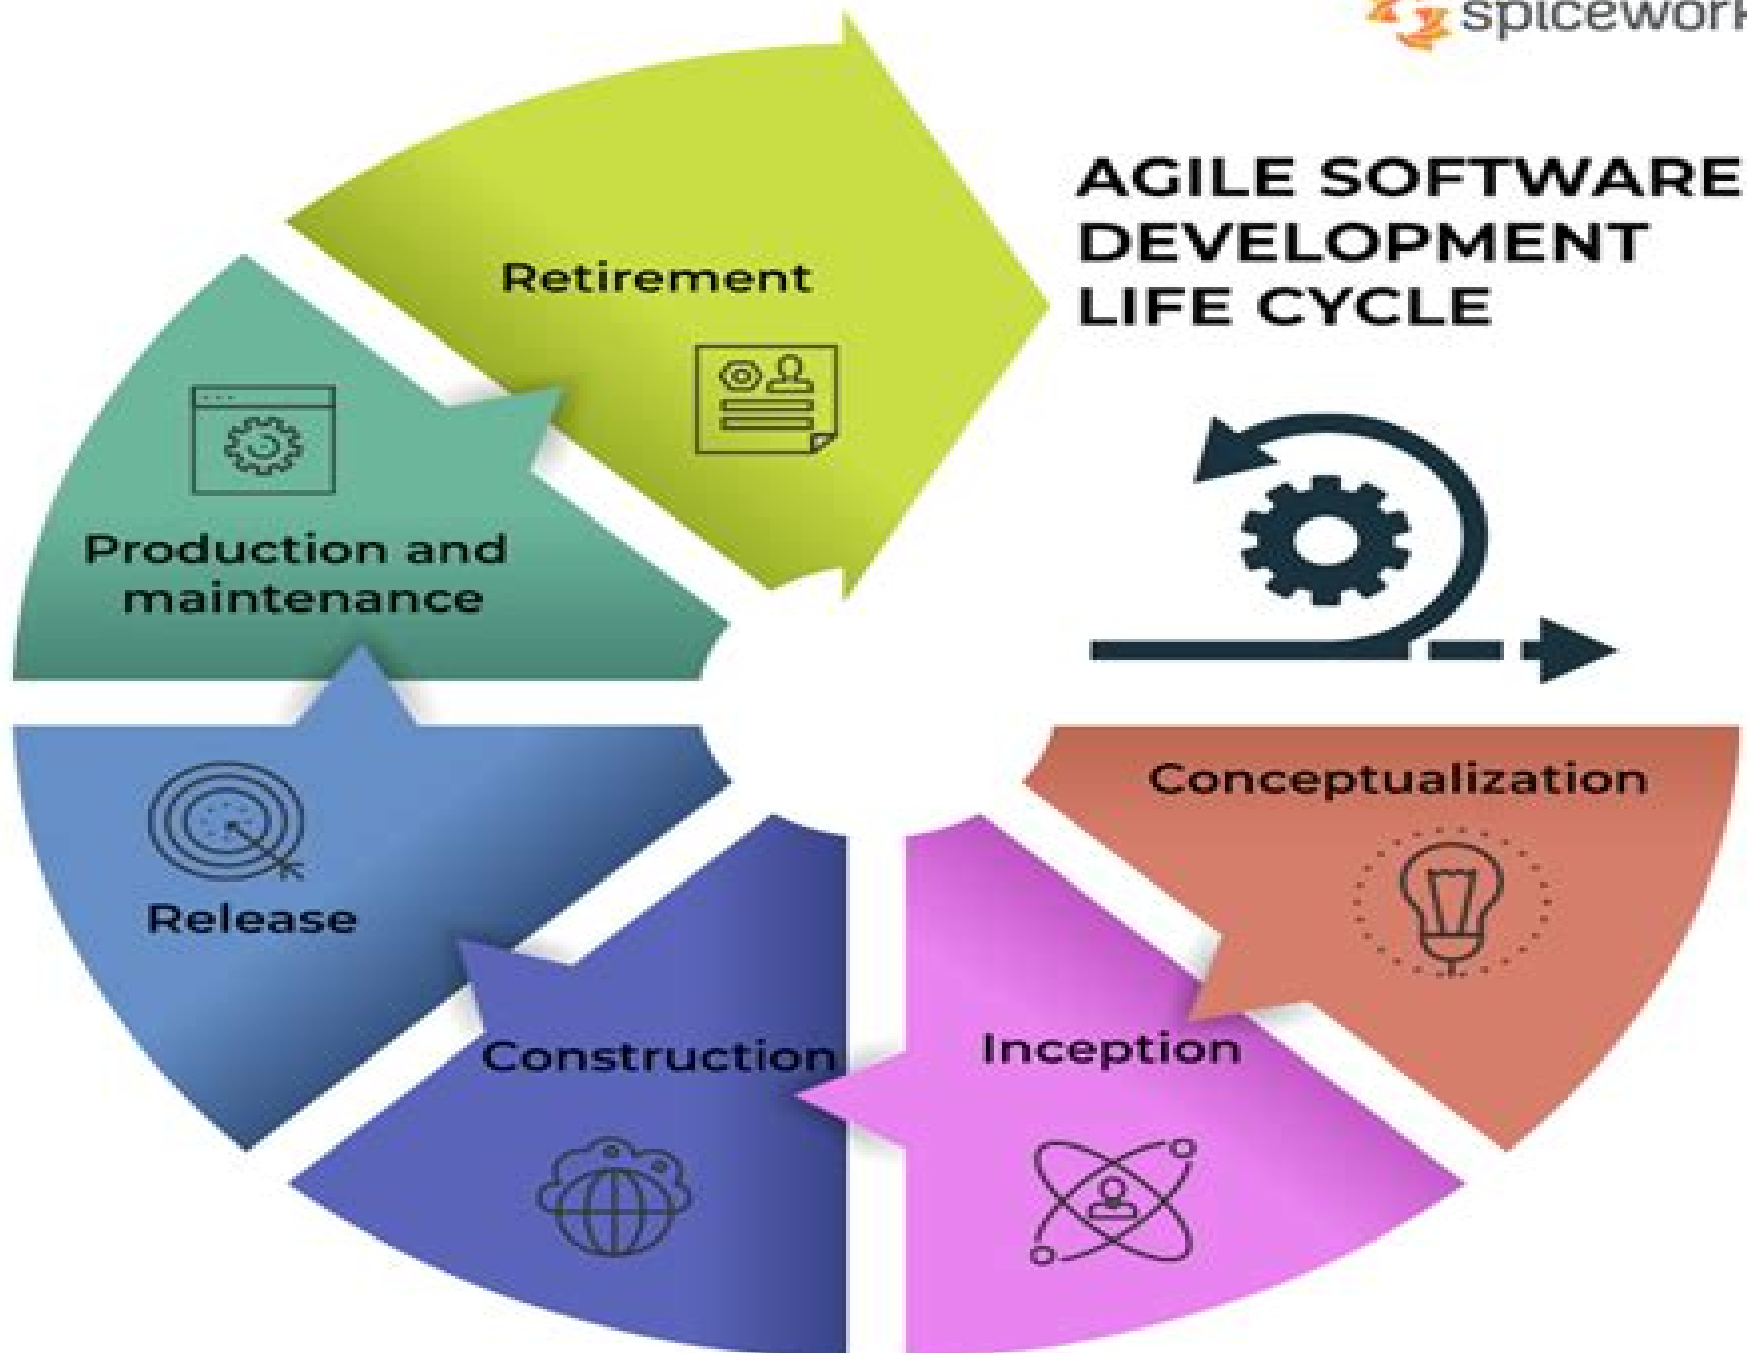 AGILE SOFTWARE
DEVELOPMENT
LIFE CYCLE
Conceptualization
Inception
Construction
Release
Production and
maintenance
Retirement